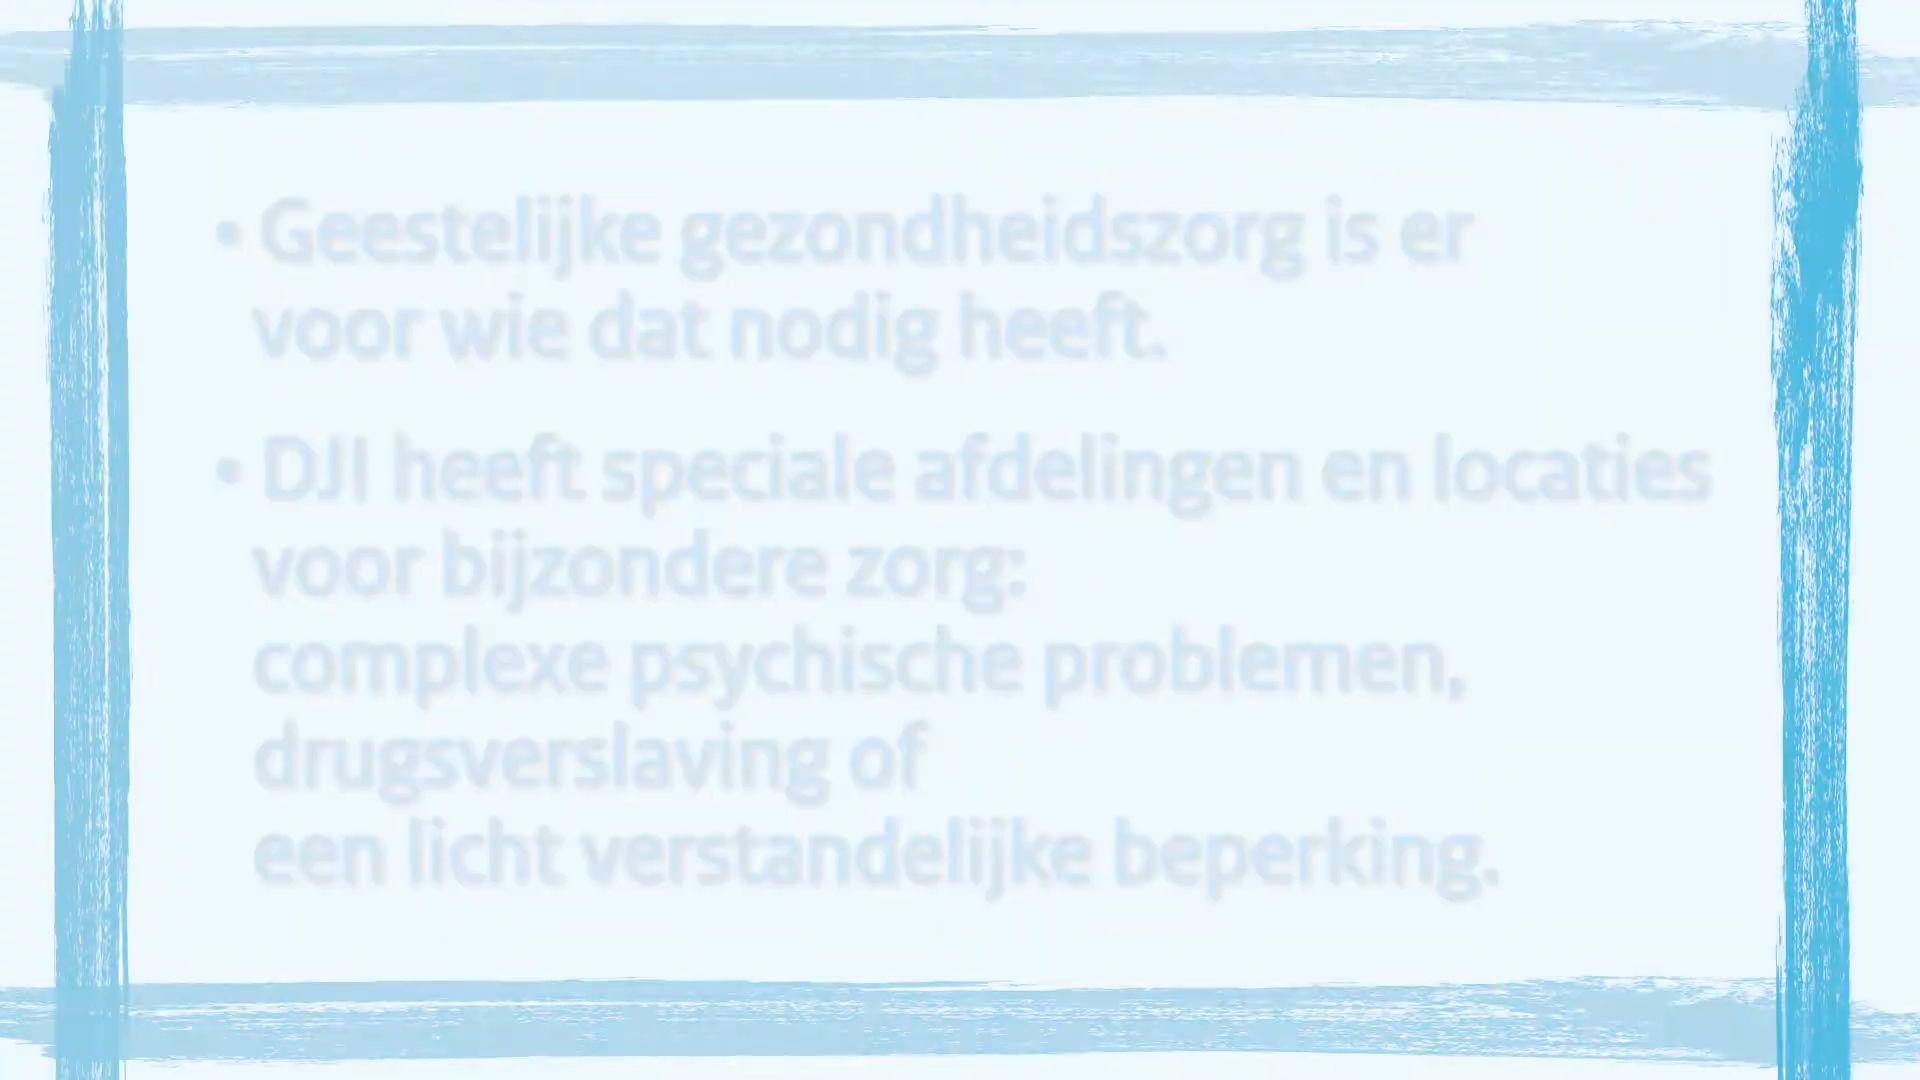 • Geestelijke gezondheidszorg is er
voor wie dat nodig heeft.
• DJI heeft speciale afdelingen en locaties
voor bijzondere zorg:
complexe psychische problemen,
drugsverslaving of
een licht verstandelijke beperking.